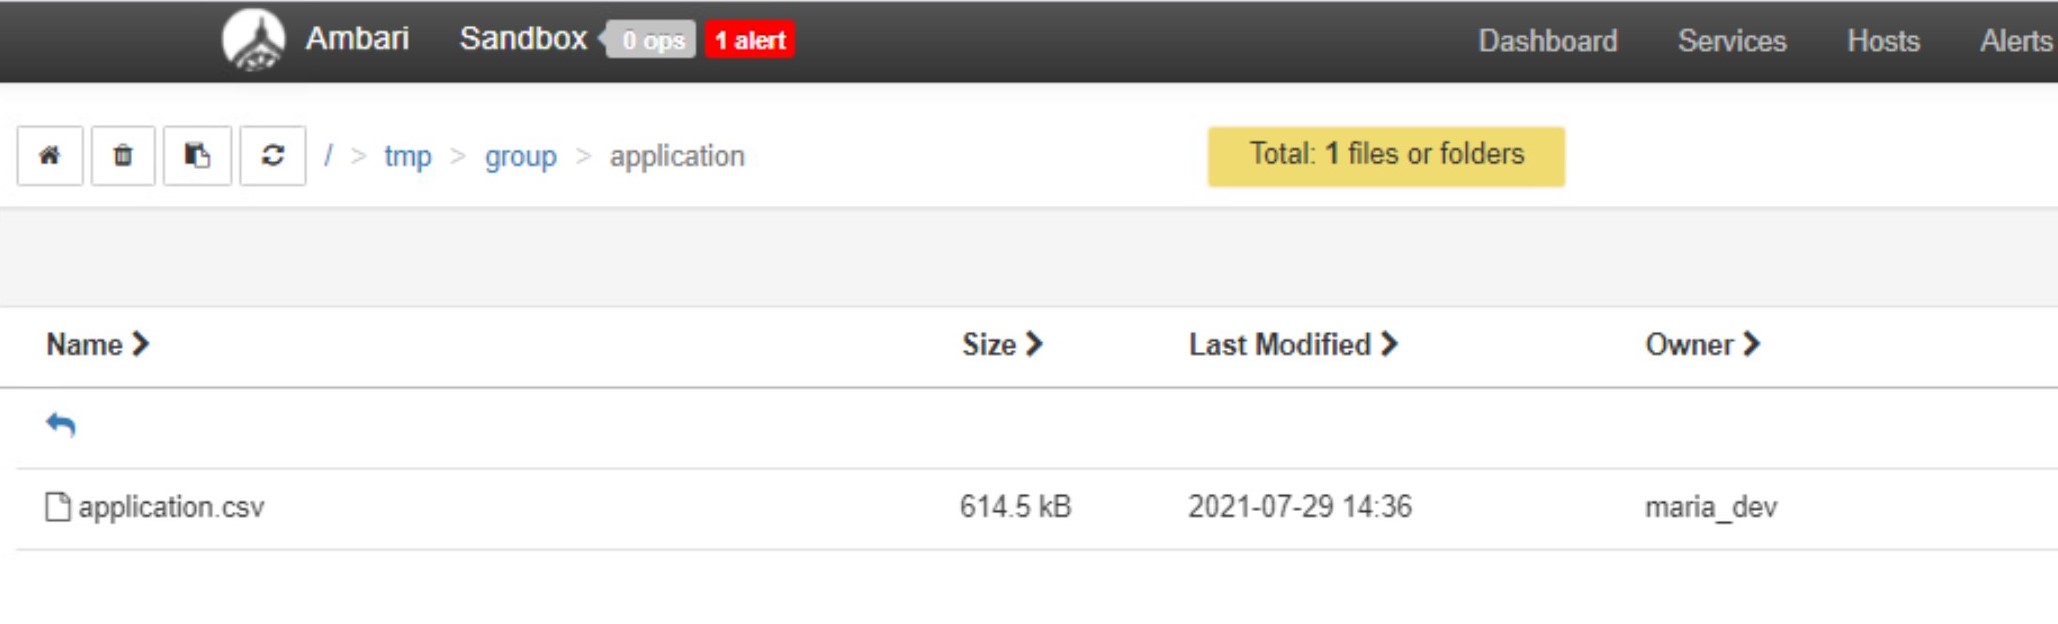 Ambari Sandbox 0 ops 1 alert Dashboard Services Hosts Alerts
/ > tmp > group > application Total: 1 files or folders
Name Size Last Modified Owner
application.csv 614.5 kB 2021-07-29 14:36 maria_dev